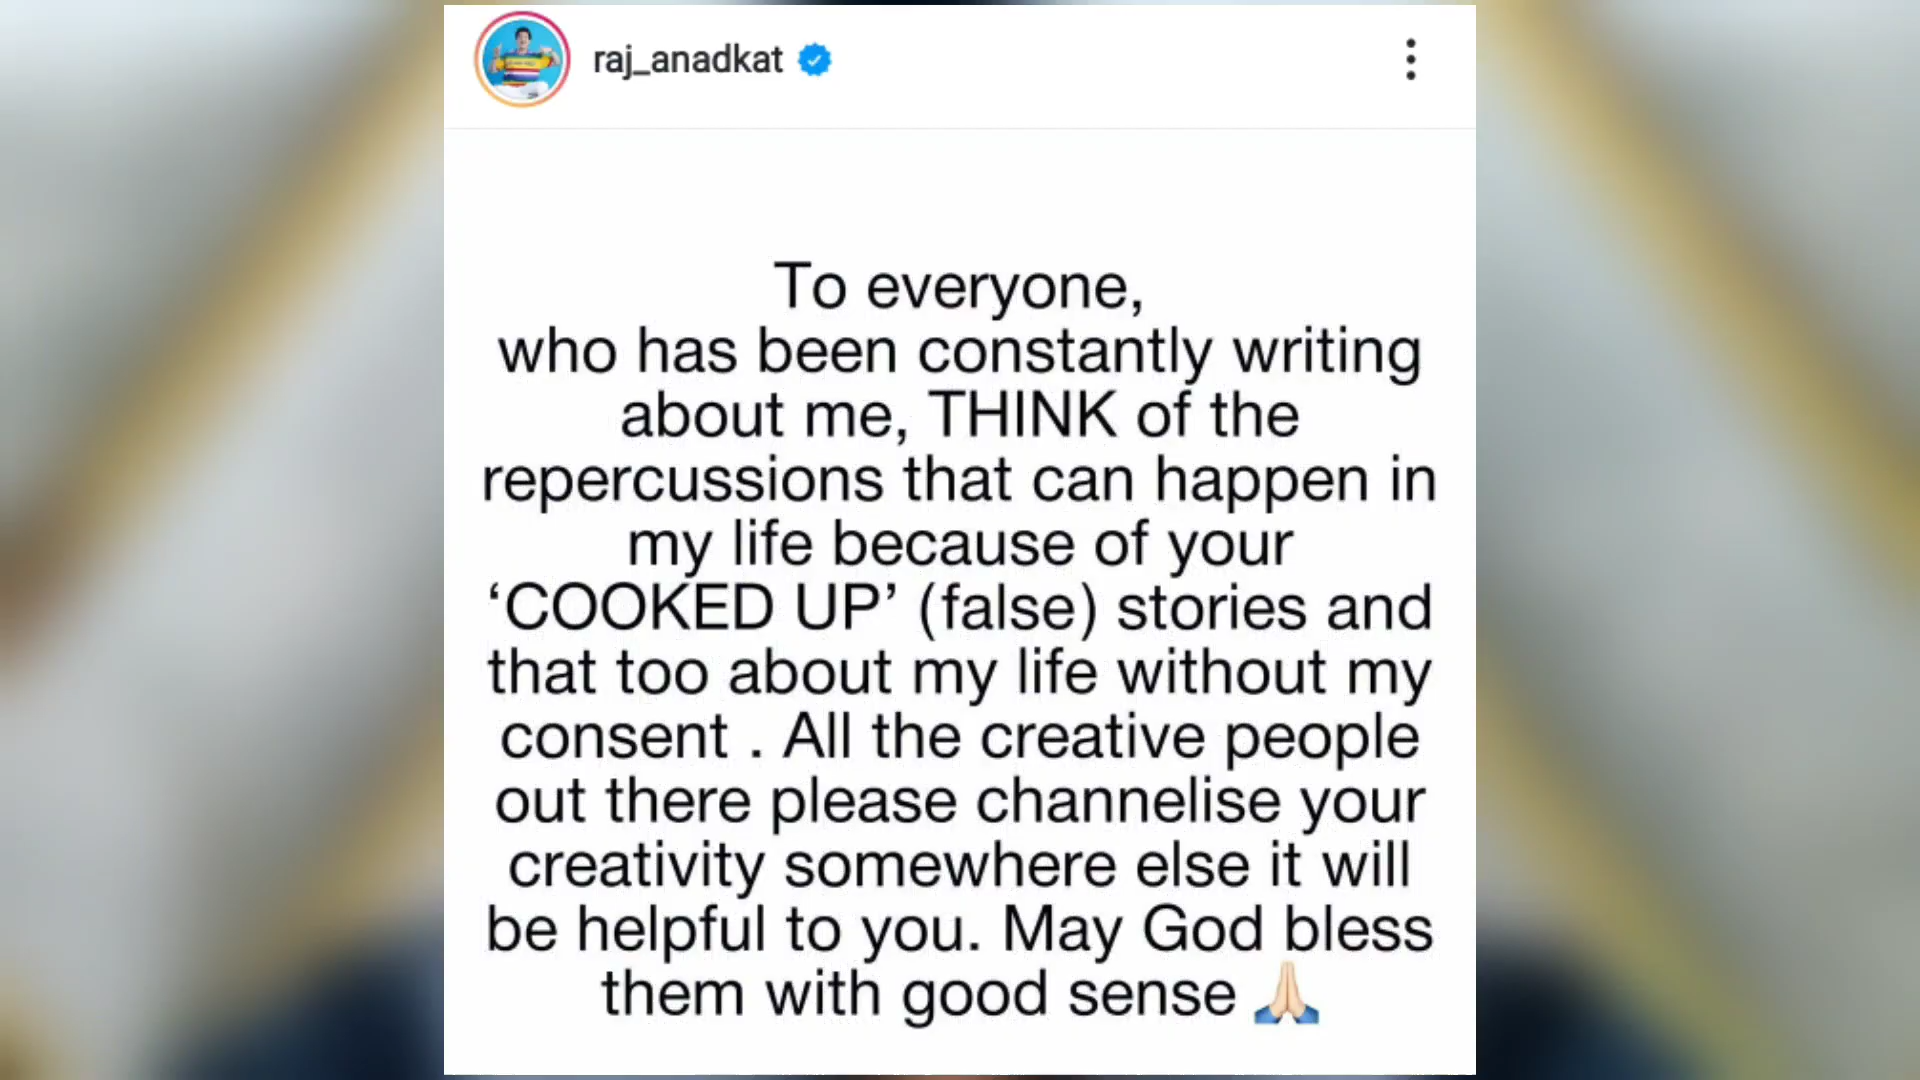 raj_anadkat
To everyone,
who has been constantly writing
about me, THINK of the
repercussions that can happen in
my life because of your
‘COOKED UP’ (false) stories and
that too about my life without my
consent . All the creative people
out there please channelise your
creativity somewhere else it will
be helpful to you. May God bless
them with good sense 🙏🏻